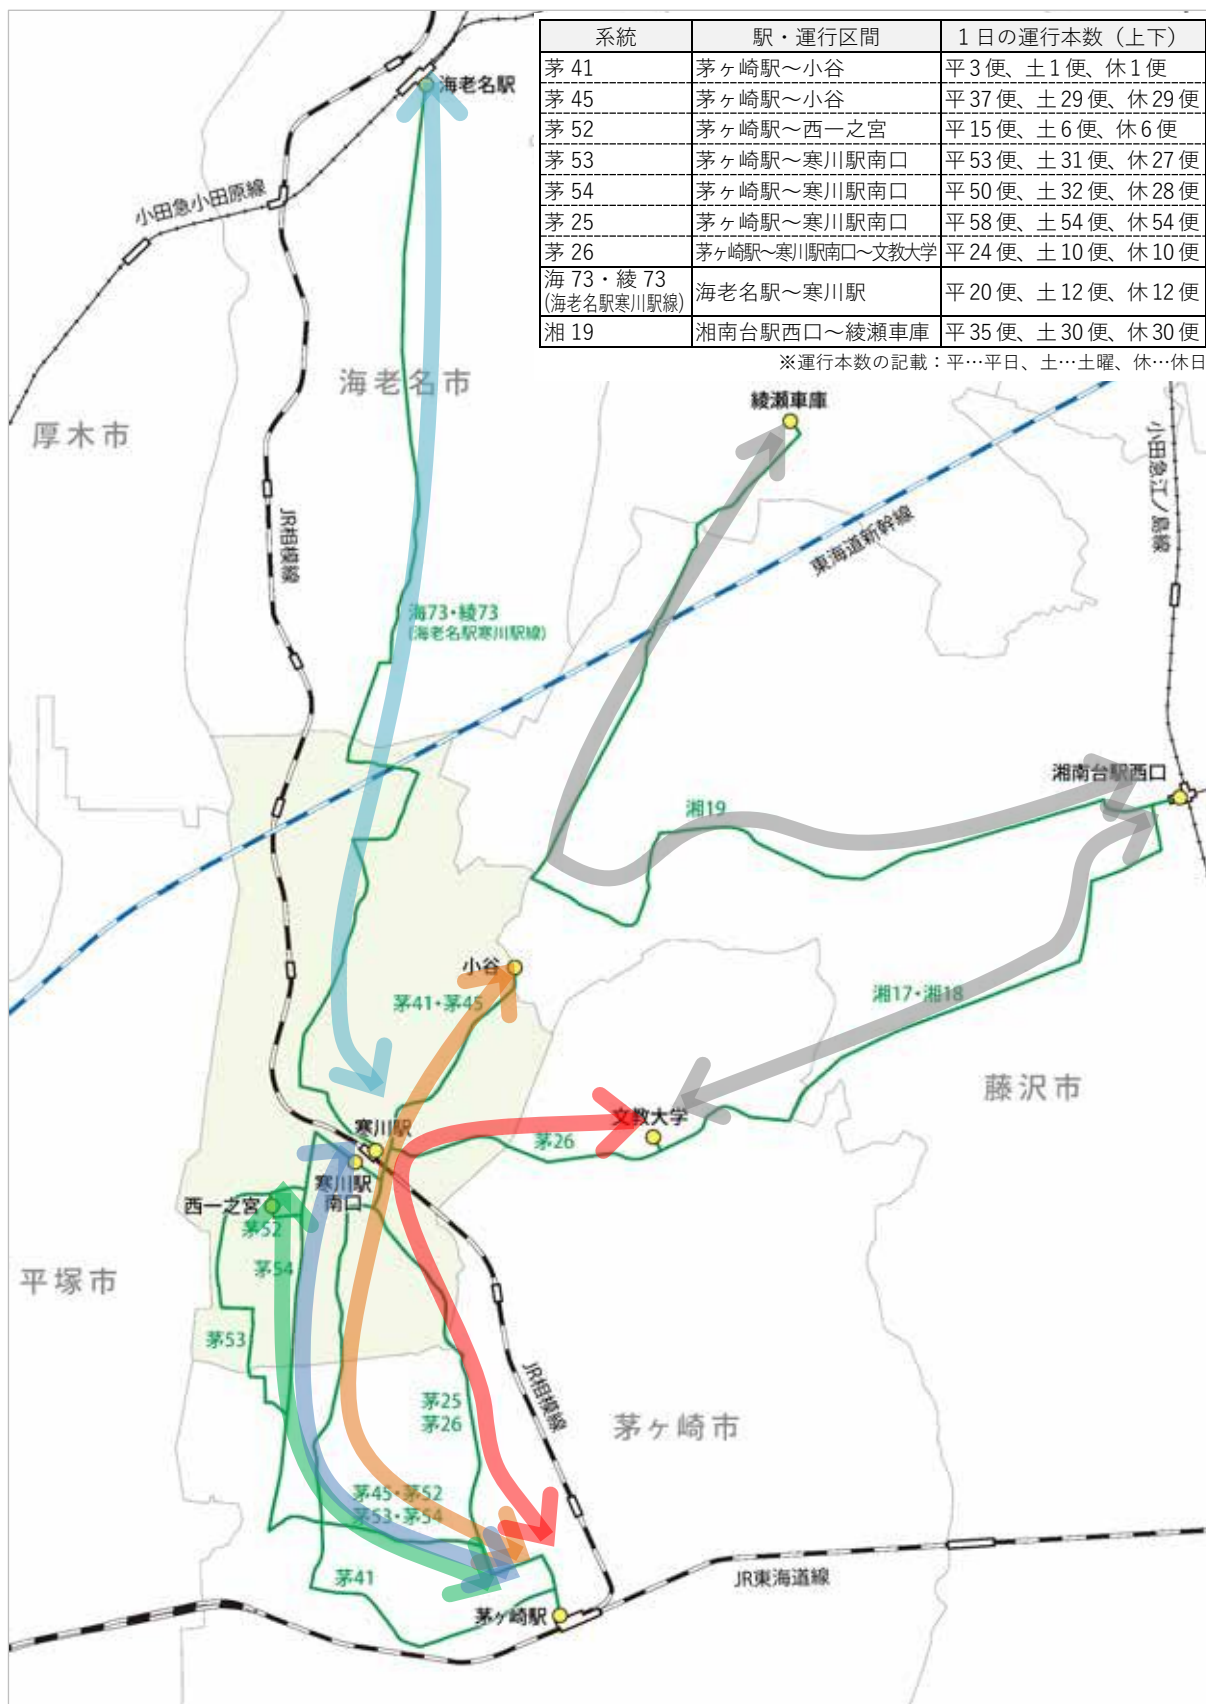 系統 駅・運行区間 1日の運行本数（上下）
茅 41 茅ヶ崎駅～小谷 平3便、土1便、休1便
茅 45 茅ヶ崎駅～小谷 平37便、土29便、休29便
茅 52 茅ヶ崎駅～西一之宮 平15便、土6便、休6便
茅 53 茅ヶ崎駅～寒川駅南口 平53便、土31便、休27便
茅 54 茅ヶ崎駅～寒川駅南口 平50便、土32便、休28便
茅 25 茅ヶ崎駅～寒川駅南口 平58便、土54便、休54便
茅 26 茅ヶ崎駅～寒川駅南口～文教大学 平24便、土10便、休10便
海 73・綾 73
(海老名駅寒川駅線) 海老名駅～寒川駅 平20便、土12便、休12便
湘 19 湘南台駅西口～綾瀬車庫 平35便、土30便、休30便
※運行本数の記載：平…平日、土…土曜、休…休日
海老名駅
小田急小田原線
海老名市
厚木市
綾瀬車庫
小田急江ノ島線
JR相模線
東海道新幹線
海73・綾73
(海老名駅寒川駅線)
湘南台駅西口
湘19
小谷
茅41・茅45
湘17・湘18
藤沢市
文教大学
寒川駅
茅26
寒川駅
南口
西一之宮
茅52
茅54
平塚市
茅53
JR相模線
茅25
茅26
茅ヶ崎市
茅45・茅52
茅53・茅54
茅41
JR東海道線
茅ヶ崎駅